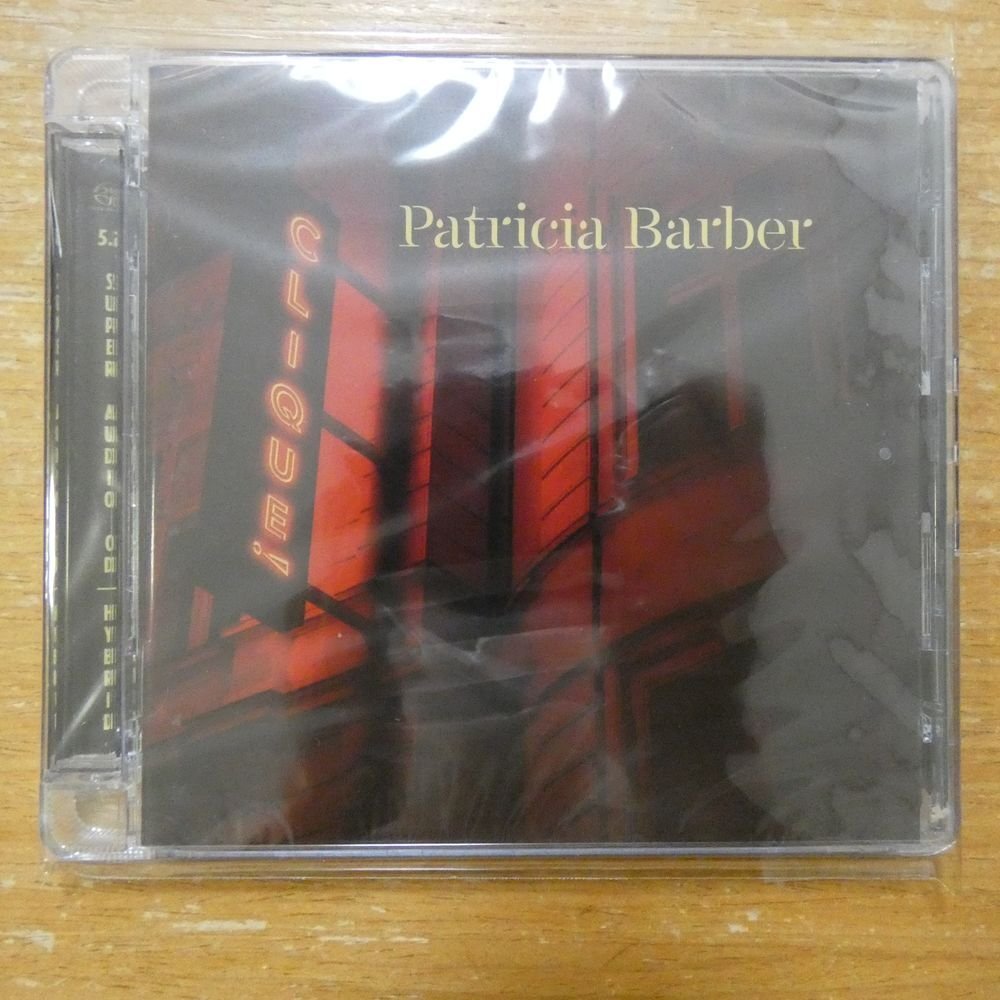 Patricia Barber
CLIQUE!
SUPER AUDIO CD | HYBRID